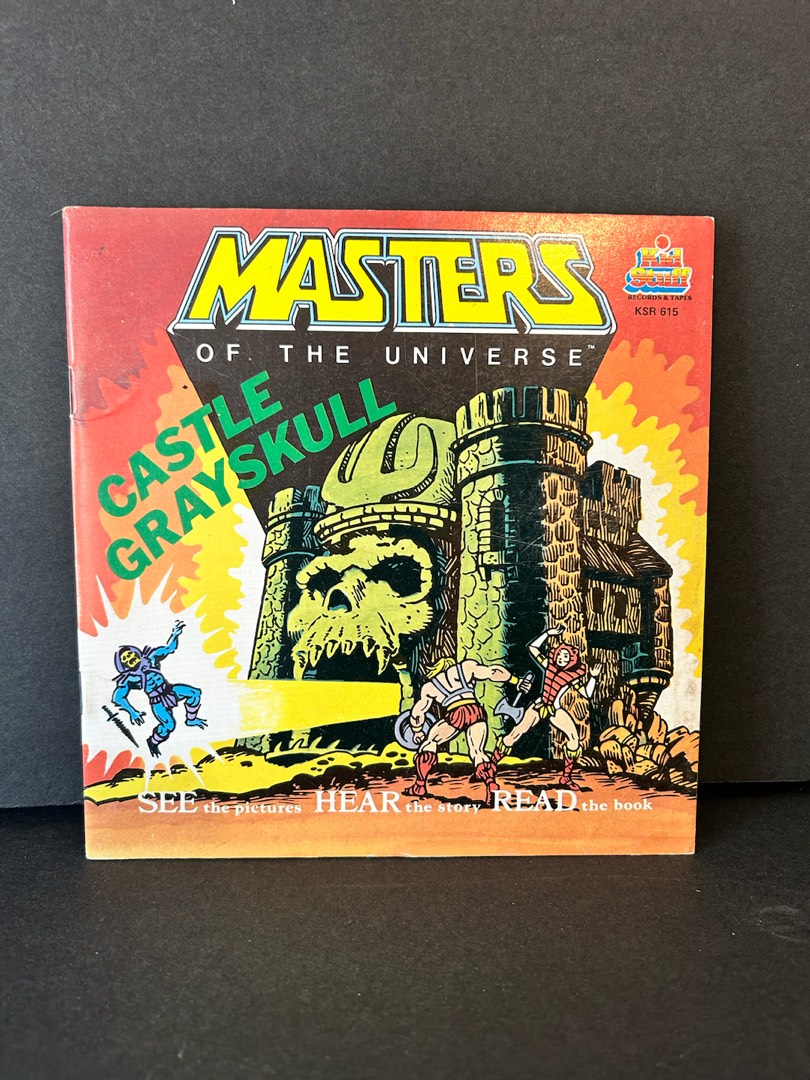 MASTERS
OF THE UNIVERSE™
Kid
Stuff
RECORDS & TAPES
KSR 615
CASTLE
GRAYSKULL
SEE the pictures HEAR the story READ the book